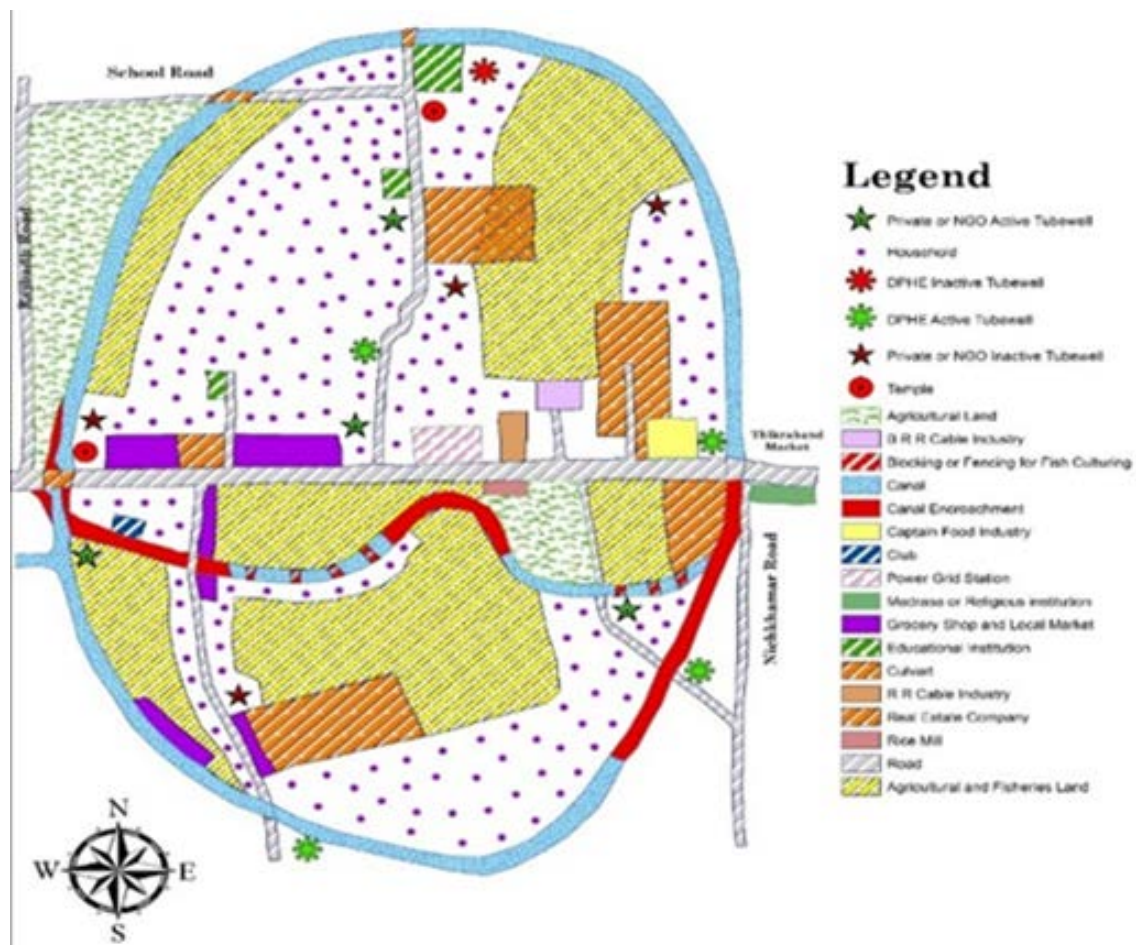 School Road
Legend
Private or NGO Active Tubewell
Household
DPHE Inactive Tubewell
DPHE Active Tubewell
Private or NGO Inactive Tubewell
Temple
Agricultural Land
B R R Cable Industry
Blocking or Fencing for Fish Culturing
Canal
Canal Encroachment
Captain Food Industry
Club
Power Grid Station
Madrasa or Religious institution
Grocery Shop and Local Market
Educational Institution
Culvert
R R Cable Industry
Real Estate Company
Rice Mill
Road
Agricultural and Fisheries Land
Road
Market
Road
N
W
E
S